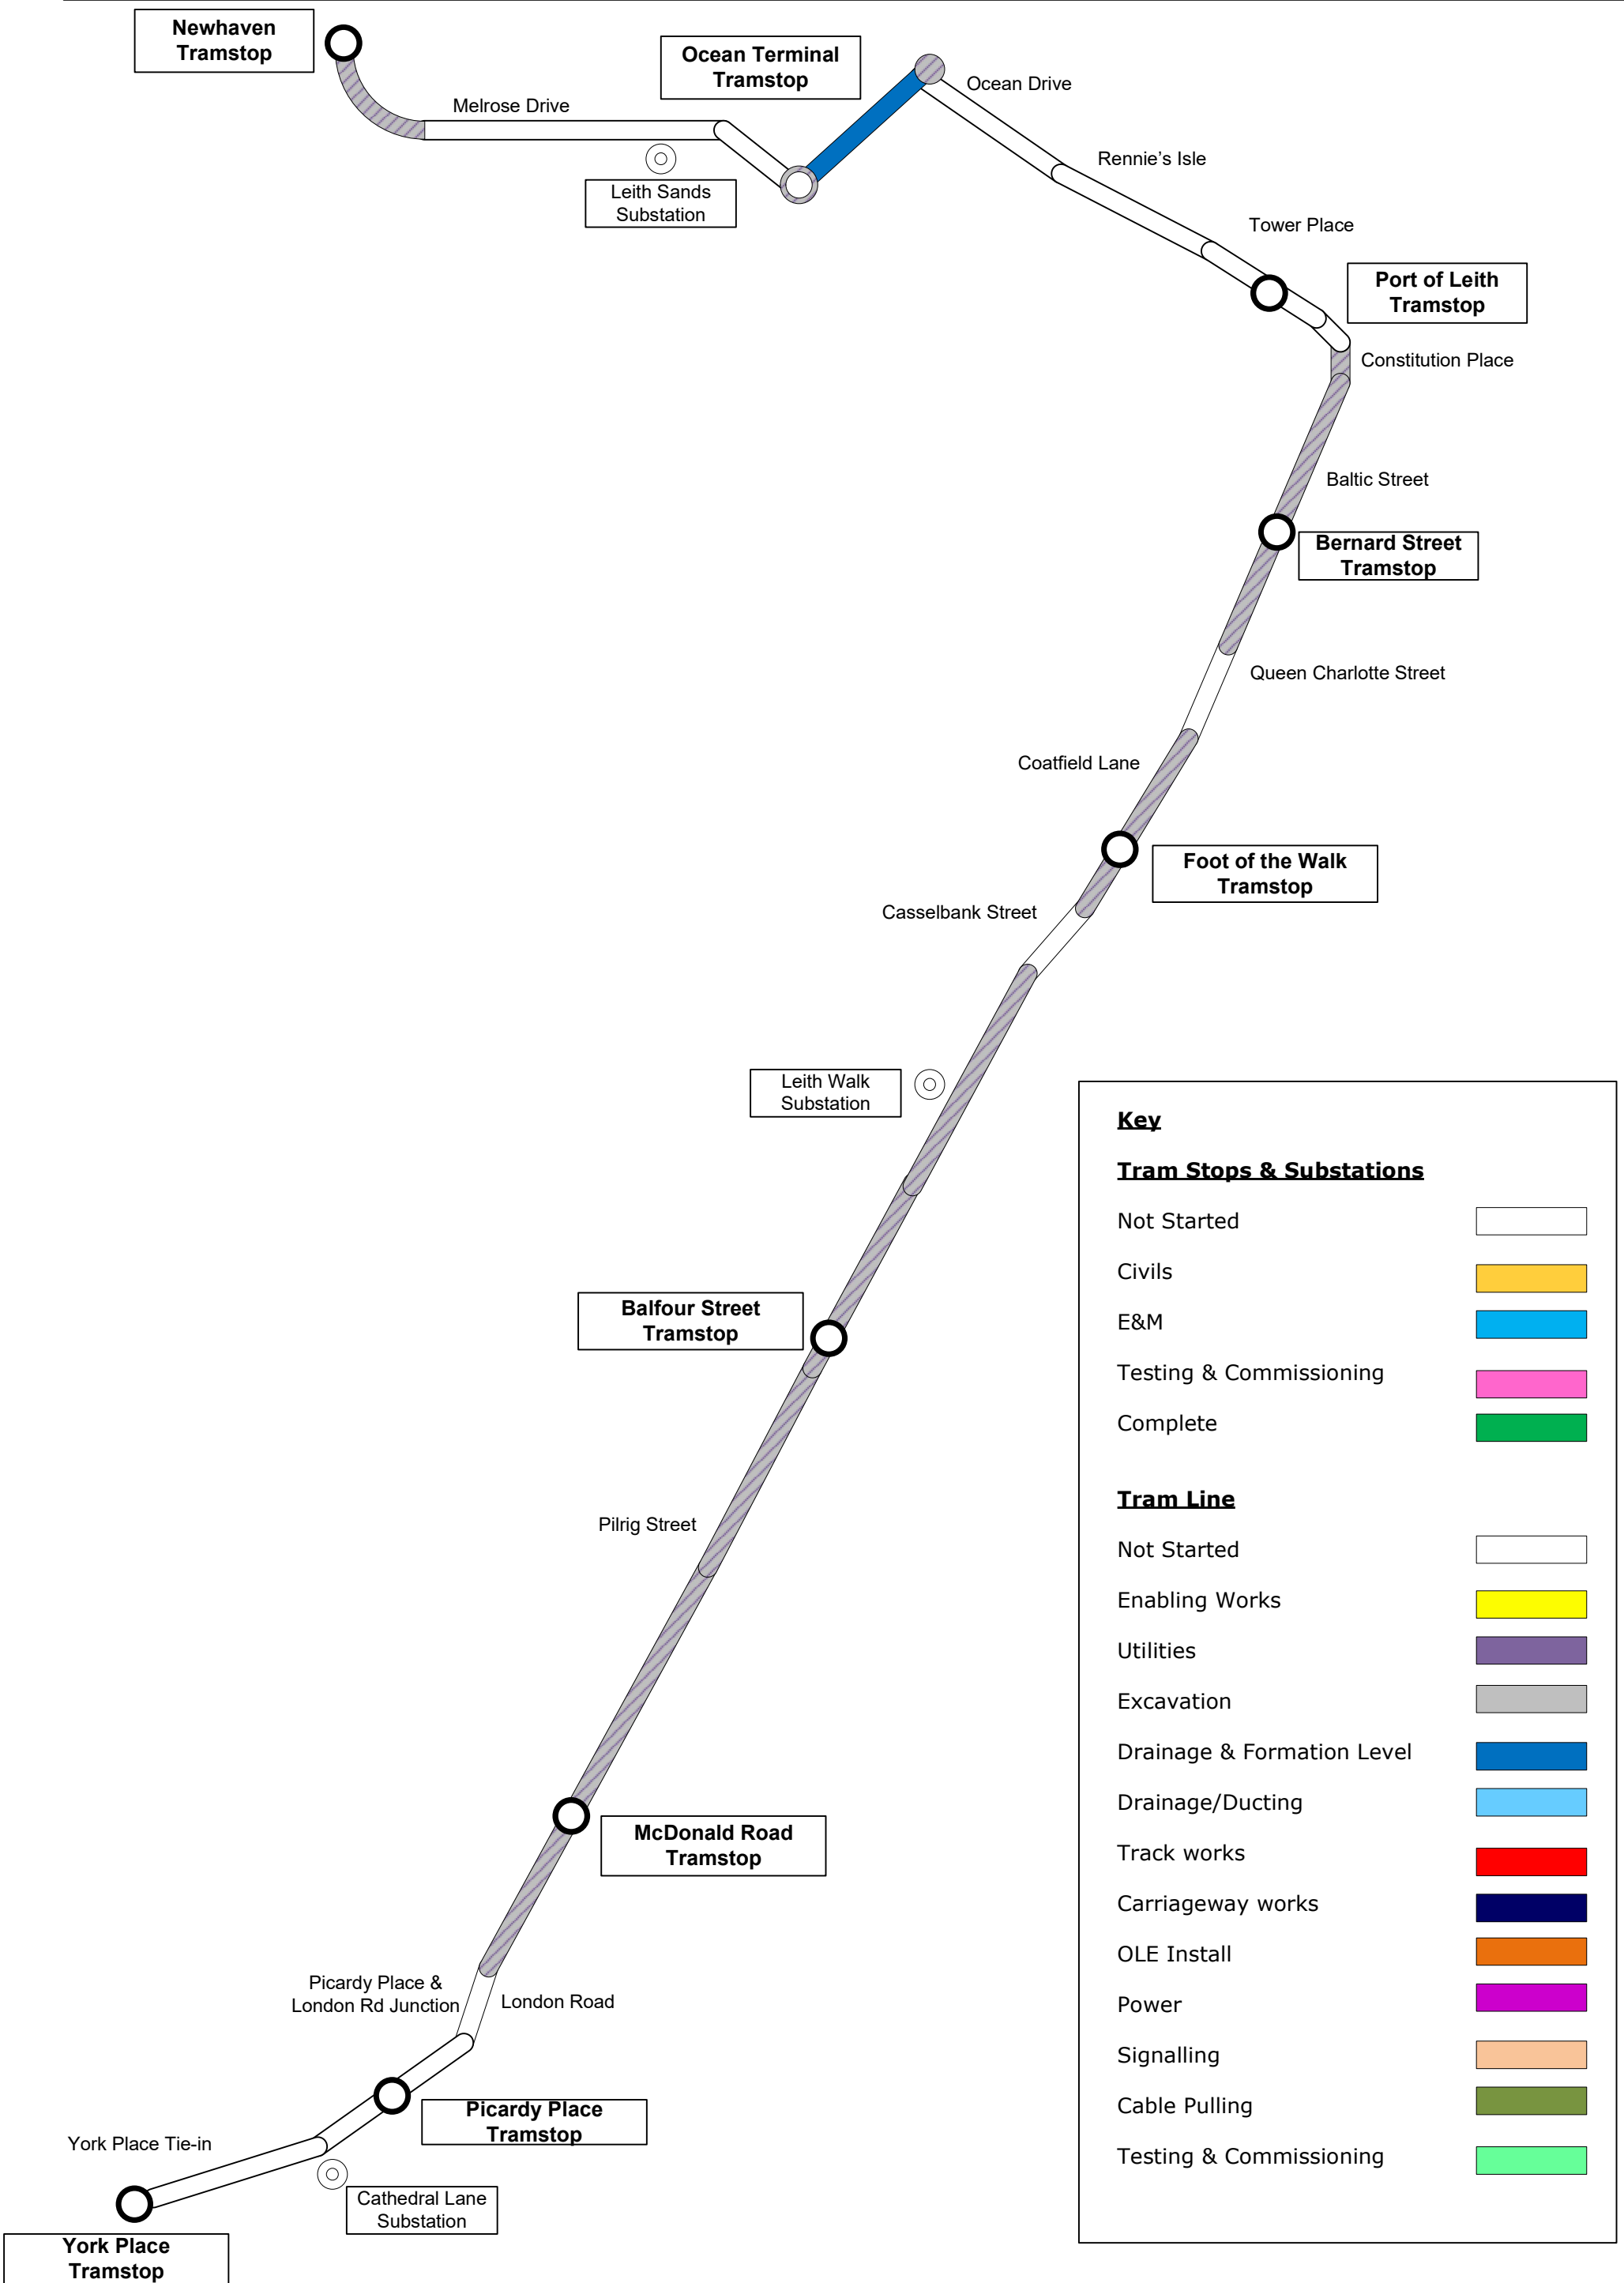 Newhaven
Tramstop
Ocean Terminal
Tramstop
Ocean Drive
Melrose Drive
Rennie's Isle
Leith Sands
Substation
Tower Place
Port of Leith
Tramstop
Constitution Place
Baltic Street
Bernard Street
Tramstop
Queen Charlotte Street
Coatfield Lane
Foot of the Walk
Tramstop
Casselbank Street
Leith Walk
Substation
Balfour Street
Tramstop
Pilrig Street
McDonald Road
Tramstop
Picardy Place &
London Rd Junction
London Road
Picardy Place
Tramstop
York Place Tie-in
Cathedral Lane
Substation
York Place
Tramstop
Key
Tram Stops & Substations
Not Started
Civils
E&M
Testing & Commissioning
Complete
Tram Line
Not Started
Enabling Works
Utilities
Excavation
Drainage & Formation Level
Drainage/Ducting
Track works
Carriageway works
OLE Install
Power
Signalling
Cable Pulling
Testing & Commissioning